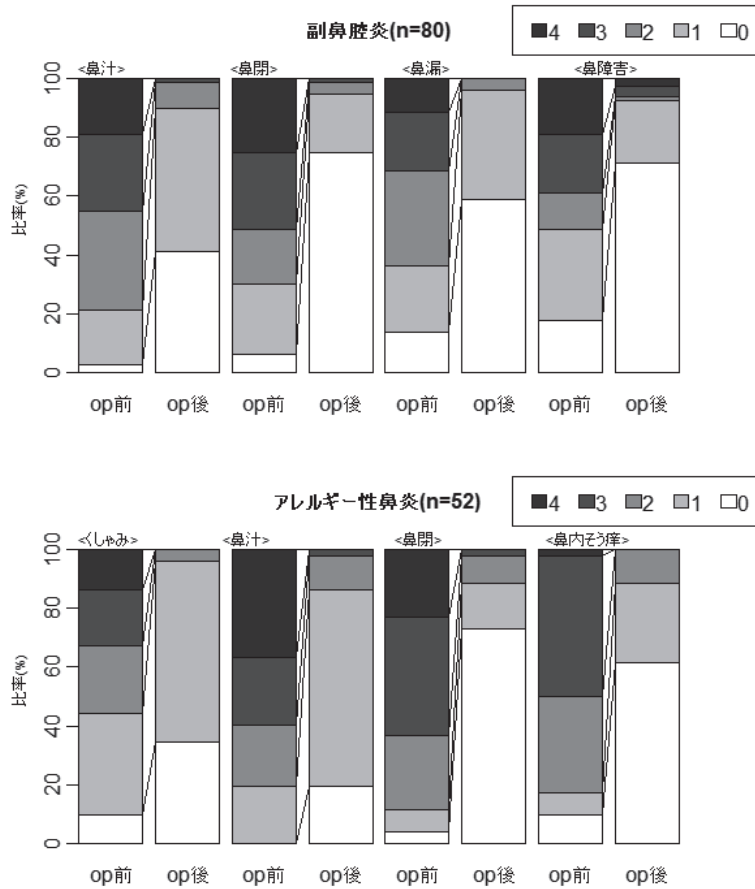 副鼻腔炎(n=80)
■4 ■3 ■2 ■1 □0
<鼻汁> <鼻閉> <鼻漏> <鼻障害>
比率(%)
100
80
60
40
20
0
op前 op後 op前 op後 op前 op後 op前 op後
アレルギー性鼻炎(n=52)
■4 ■3 ■2 ■1 □0
<くしゃみ> <鼻汁> <鼻閉> <鼻内そう痒>
比率(%)
100
80
60
40
20
0
op前 op後 op前 op後 op前 op後 op前 op後